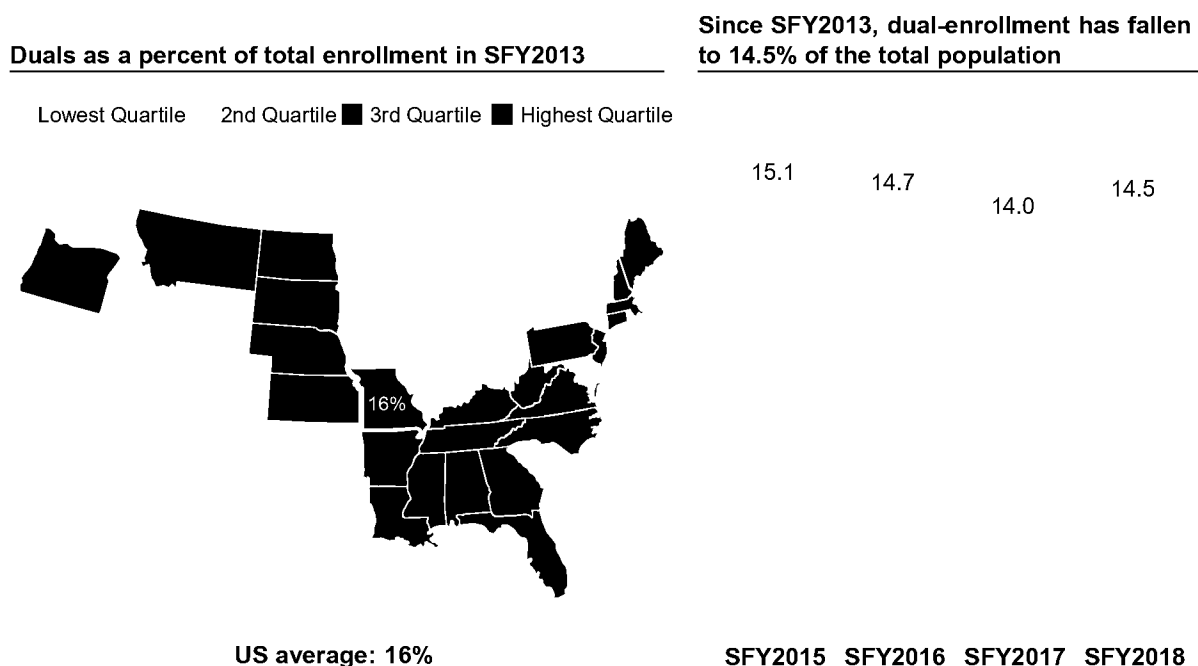 Duals as a percent of total enrollment in SFY2013
Lowest Quartile 2nd Quartile 3rd Quartile Highest Quartile
16%
US average: 16%
Since SFY2013, dual-enrollment has fallen
to 14.5% of the total population
15.1 14.7 14.0 14.5
SFY2015 SFY2016 SFY2017 SFY2018